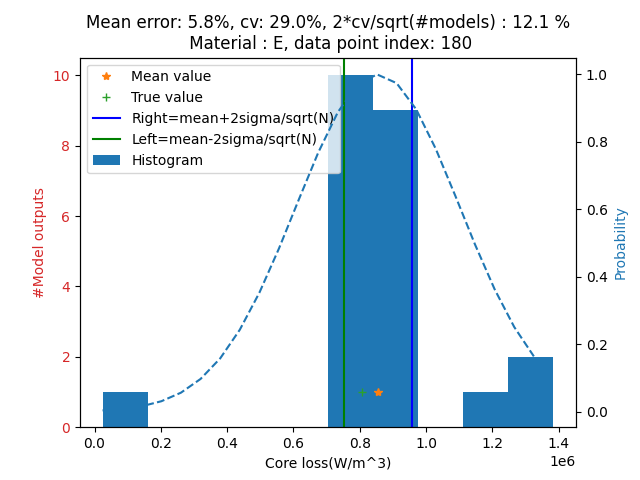 Mean error: 5.8%, cv: 29.0%, 2*cv/sqrt(#models) : 12.1 %
Material : E, data point index: 180
Mean value
True value
Right=mean+2sigma/sqrt(N)
Left=mean-2sigma/sqrt(N)
Histogram
#Model outputs
10
8
6
4
2
0
Probability
1.0
0.8
0.6
0.4
0.2
0.0
0.0 0.2 0.4 0.6 0.8 1.0 1.2 1.4
1e6
Core loss(W/m^3)